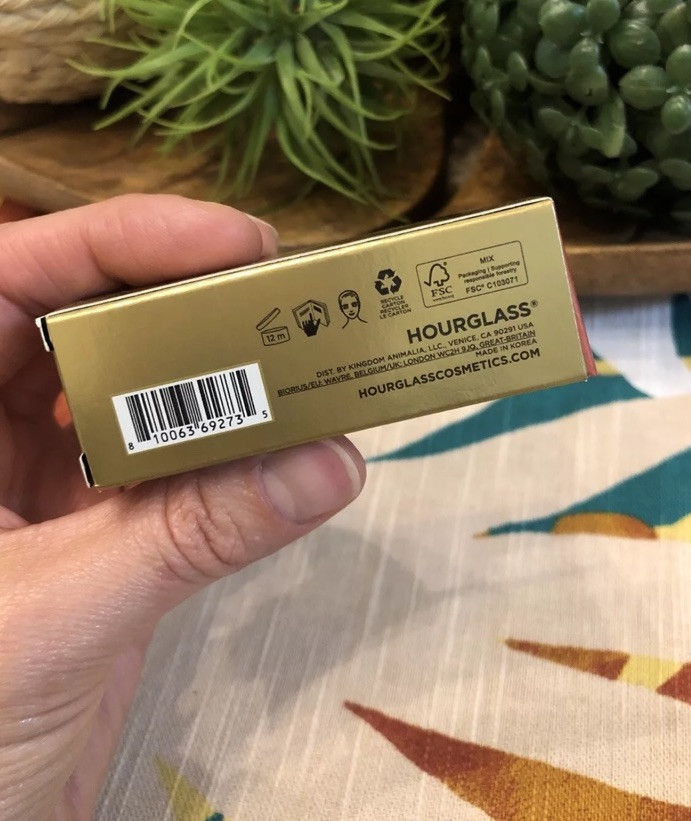 12 m
RECYCLE
CARTON
RECYCLER
LE CARTON
FSC
MIX
Packaging | Supporting
responsible forestry
FSC® C103071
HOURGLASS®
DIST. BY KINGDOM ANIMALIA, LLC., VENICE, CA 90291 USA
BIORIUS/EU: WAVRE, BELGIUM/UK: LONDON WC2H 9JQ, GREAT-BRITAIN
MADE IN KOREA
HOURGLASSCOSMETICS.COM
8 10063 69273 5